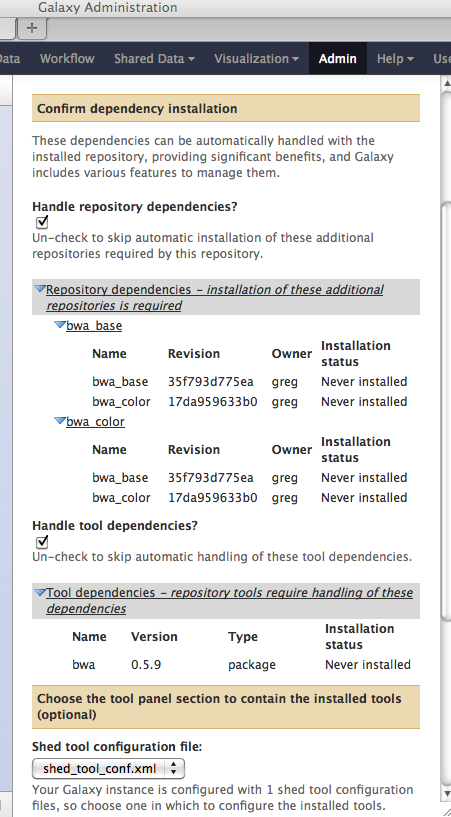 Galaxy Administration
Data Workflow Shared Data Visualization Admin Help Use
Confirm dependency installation
These dependencies can be automatically handled with the
installed repository, providing significant benefits, and Galaxy
includes various features to manage them.
Handle repository dependencies?
Un-check to skip automatic installation of these additional
repositories required by this repository.
Repository dependencies – installation of these additional
repositories is required
bwa_base
Name Revision Owner Installation
status
bwa_base 35f793d775ea greg Never installed
bwa_color 17da959633b0 greg Never installed
bwa_color
Name Revision Owner Installation
status
bwa_base 35f793d775ea greg Never installed
bwa_color 17da959633b0 greg Never installed
Handle tool dependencies?
Un-check to skip automatic handling of these tool dependencies.
Tool dependencies – repository tools require handling of these
dependencies
Name Version Type Installation
status
bwa 0.5.9 package Never installed
Choose the tool panel section to contain the installed tools
(optional)
Shed tool configuration file:
shed_tool_conf.xml
Your Galaxy instance is configured with 1 shed tool configuration
files, so choose one in which to configure the installed tools.